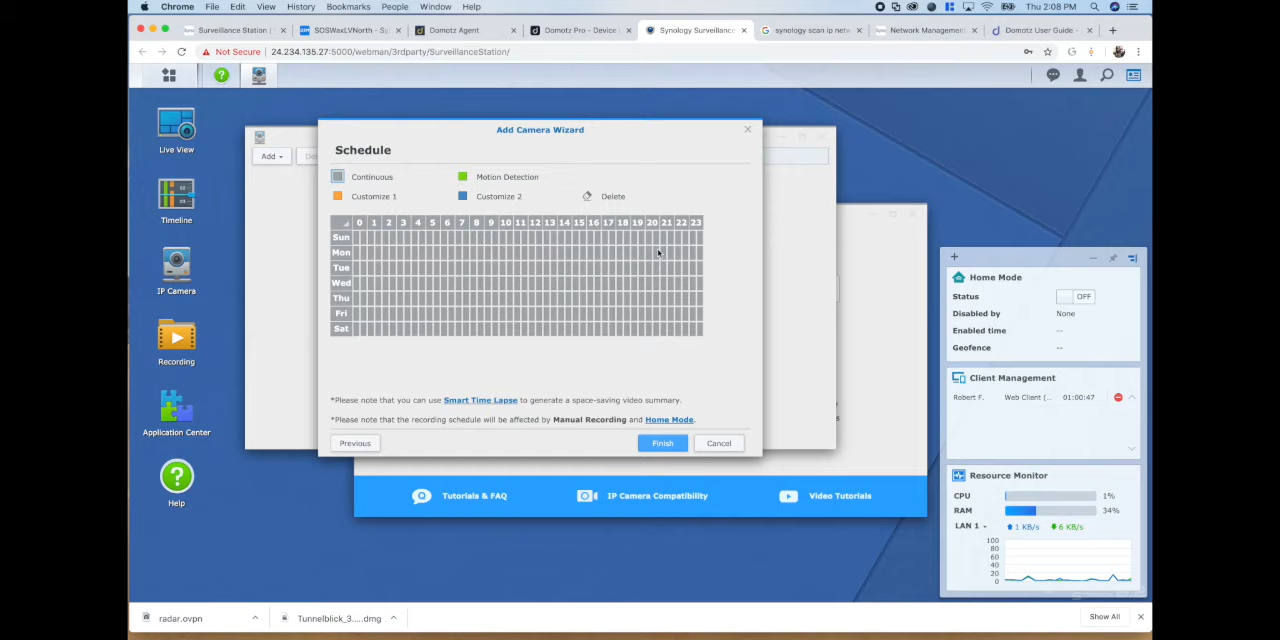 Chrome File Edit View History Bookmarks People Window Help Thu 2:08 PM
Surveillance Station | SOSWaxLVNorth - Sy Domotz Agent Domotz Pro - Device Synology Surveillance synology scan ip netw Network Management Domotz User Guide -
Not Secure 24.234.135.27:5000/webman/3rdparty/SurveillanceStation/
Live View
Timeline
IP Camera
Recording
Application Center
Help
Add
Add Camera Wizard
Schedule
Continuous Motion Detection
Customize 1 Customize 2 Delete
0 1 2 3 4 5 6 7 8 9 10 11 12 13 14 15 16 17 18 19 20 21 22 23
Sun
Mon
Tue
Wed
Thu
Fri
Sat
*Please note that you can use Smart Time Lapse to generate a space-saving video summary.
*Please note that the recording schedule will be affected by Manual Recording and Home Mode.
Previous Finish Cancel
Tutorials & FAQ IP Camera Compatibility Video Tutorials
Home Mode
Status OFF
Disabled by None
Enabled time --
Geofence --
Client Management
Robert F. Web Client (... 01:00:47
Resource Monitor
CPU 1%
RAM 34%
LAN 1 1 KB/s 6 KB/s
100
80
60
40
20
0
radar.ovpn Tunnelblick_3.....dmg Show All